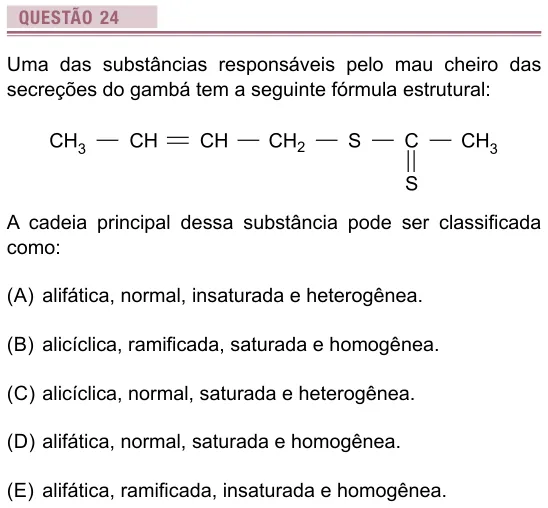 QUESTÃO 24
Uma das substâncias responsáveis pelo mau cheiro das
secreções do gambá tem a seguinte fórmula estrutural:
CH₃ — CH = CH — CH₂ — S — C — CH₃
||
S
A cadeia principal dessa substância pode ser classificada
como:
(A) alifática, normal, insaturada e heterogênea.
(B) alicíclica, ramificada, saturada e homogênea.
(C) alicíclica, normal, saturada e heterogênea.
(D) alifática, normal, saturada e homogênea.
(E) alifática, ramificada, insaturada e homogênea.